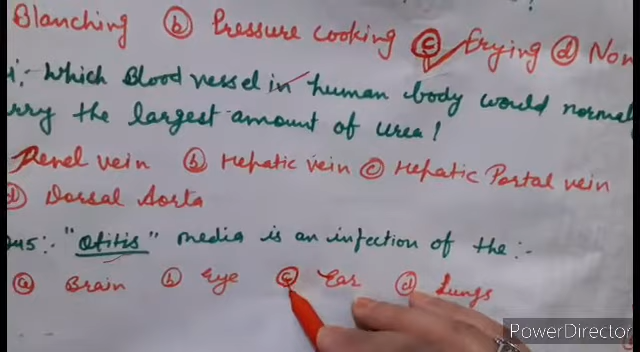 Blanching ⓑ Pressure cooking ⓒ Frying ⓓ Non
:- Which Blood vessel in human body would normal
rry the largest amount of urea!
Renel vein ⓑ Hepatic vein ⓒ Hepatic Portal vein
ⓓ Dorsal Aorta
us5:- "Otitis" media is an infection of the:-
ⓐ Brain ⓑ Eye ⓒ Ear ⓓ Lungs
PowerDirector